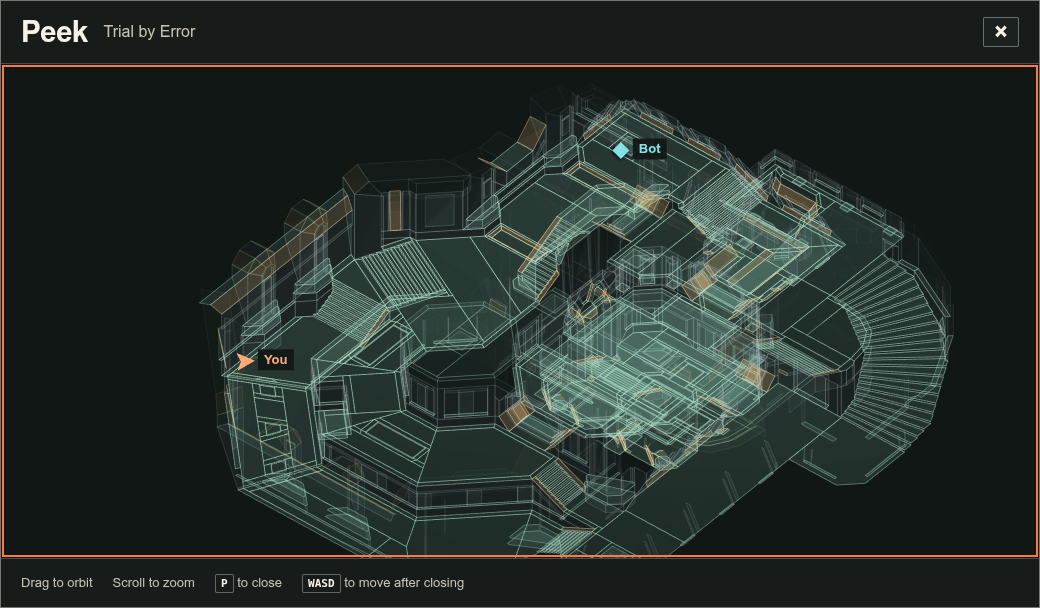 Peek Trial by Error
Bot
You
Drag to orbit Scroll to zoom P to close WASD to move after closing